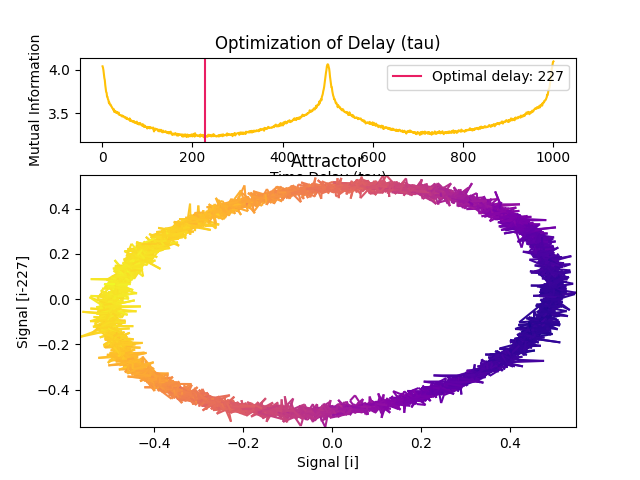 Optimization of Delay (tau)
Mutual Information
4.0
3.5
Optimal delay: 227
0 200 400 600 800 1000
Time Delay (tau)
Attractor
Signal [i-227]
0.4
0.2
0.0
−0.2
−0.4
−0.4 −0.2 0.0 0.2 0.4
Signal [i]